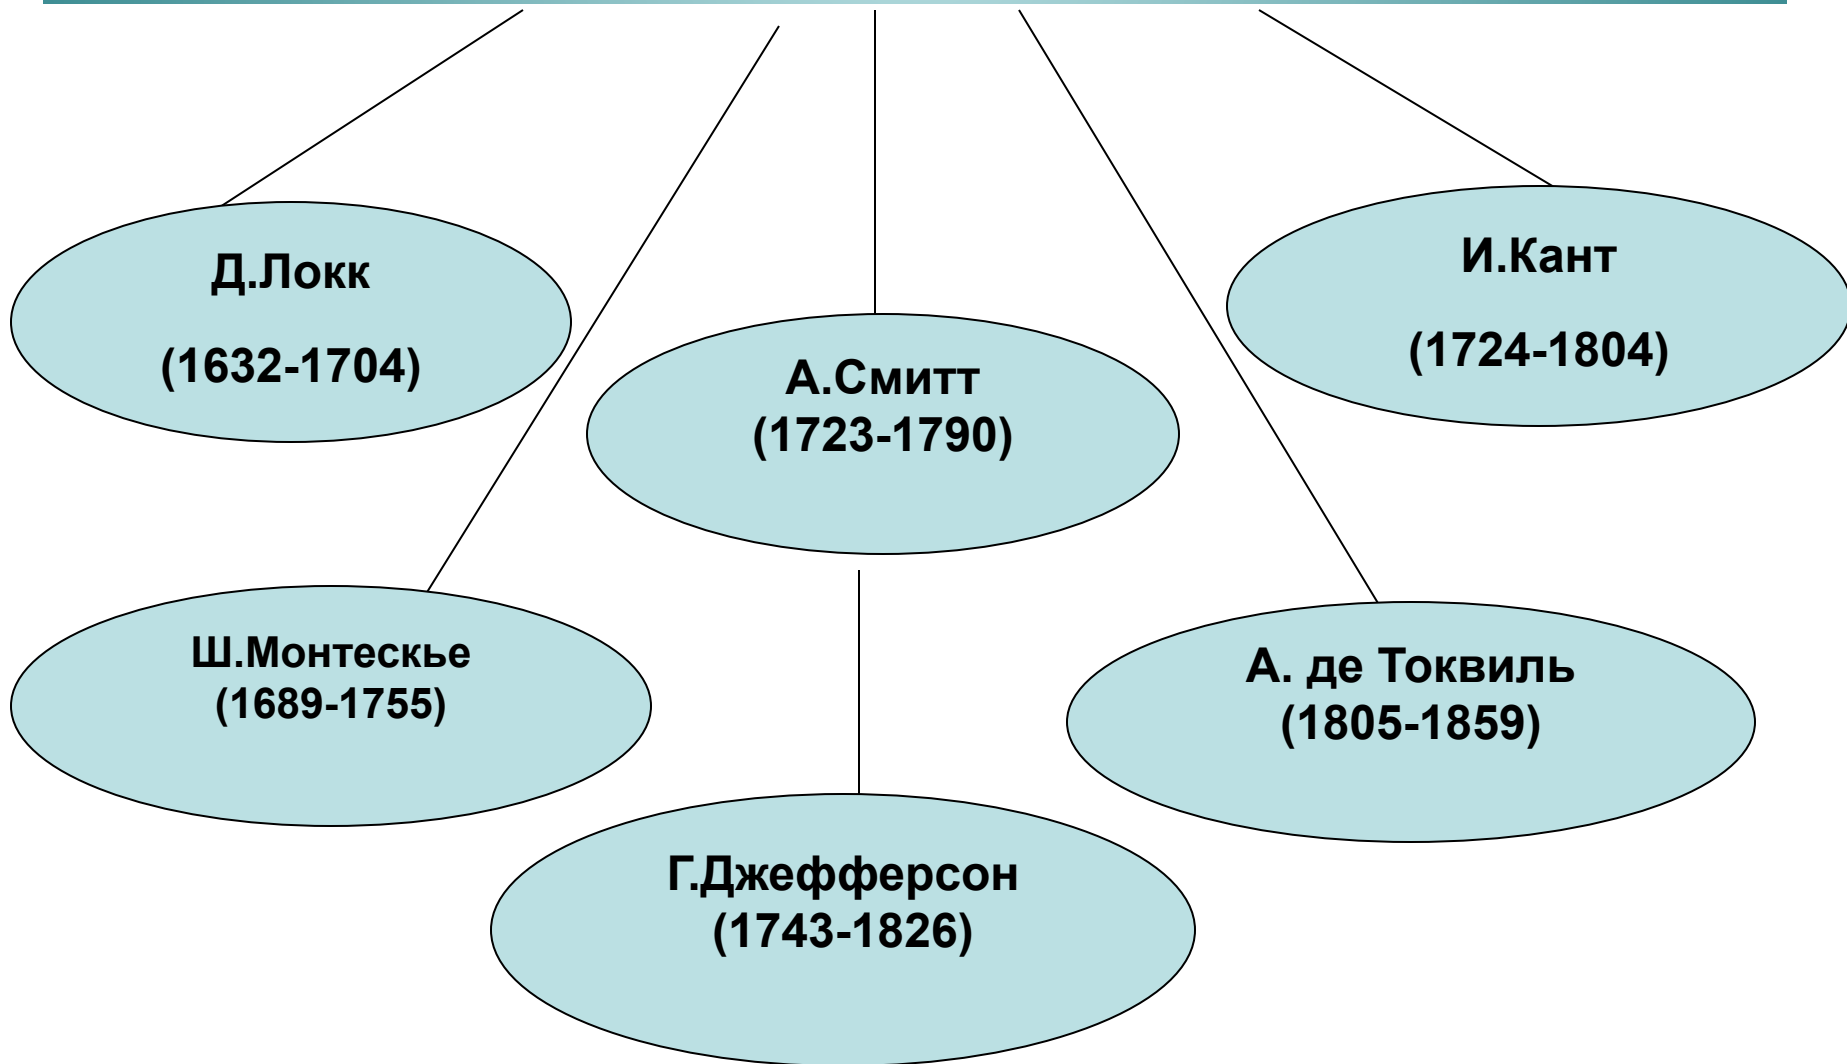 Д.Локк
(1632-1704)
И.Кант
(1724-1804)
А.Смитт
(1723-1790)
Ш.Монтескье
(1689-1755)
А. де Токвиль
(1805-1859)
Г.Джефферсон
(1743-1826)